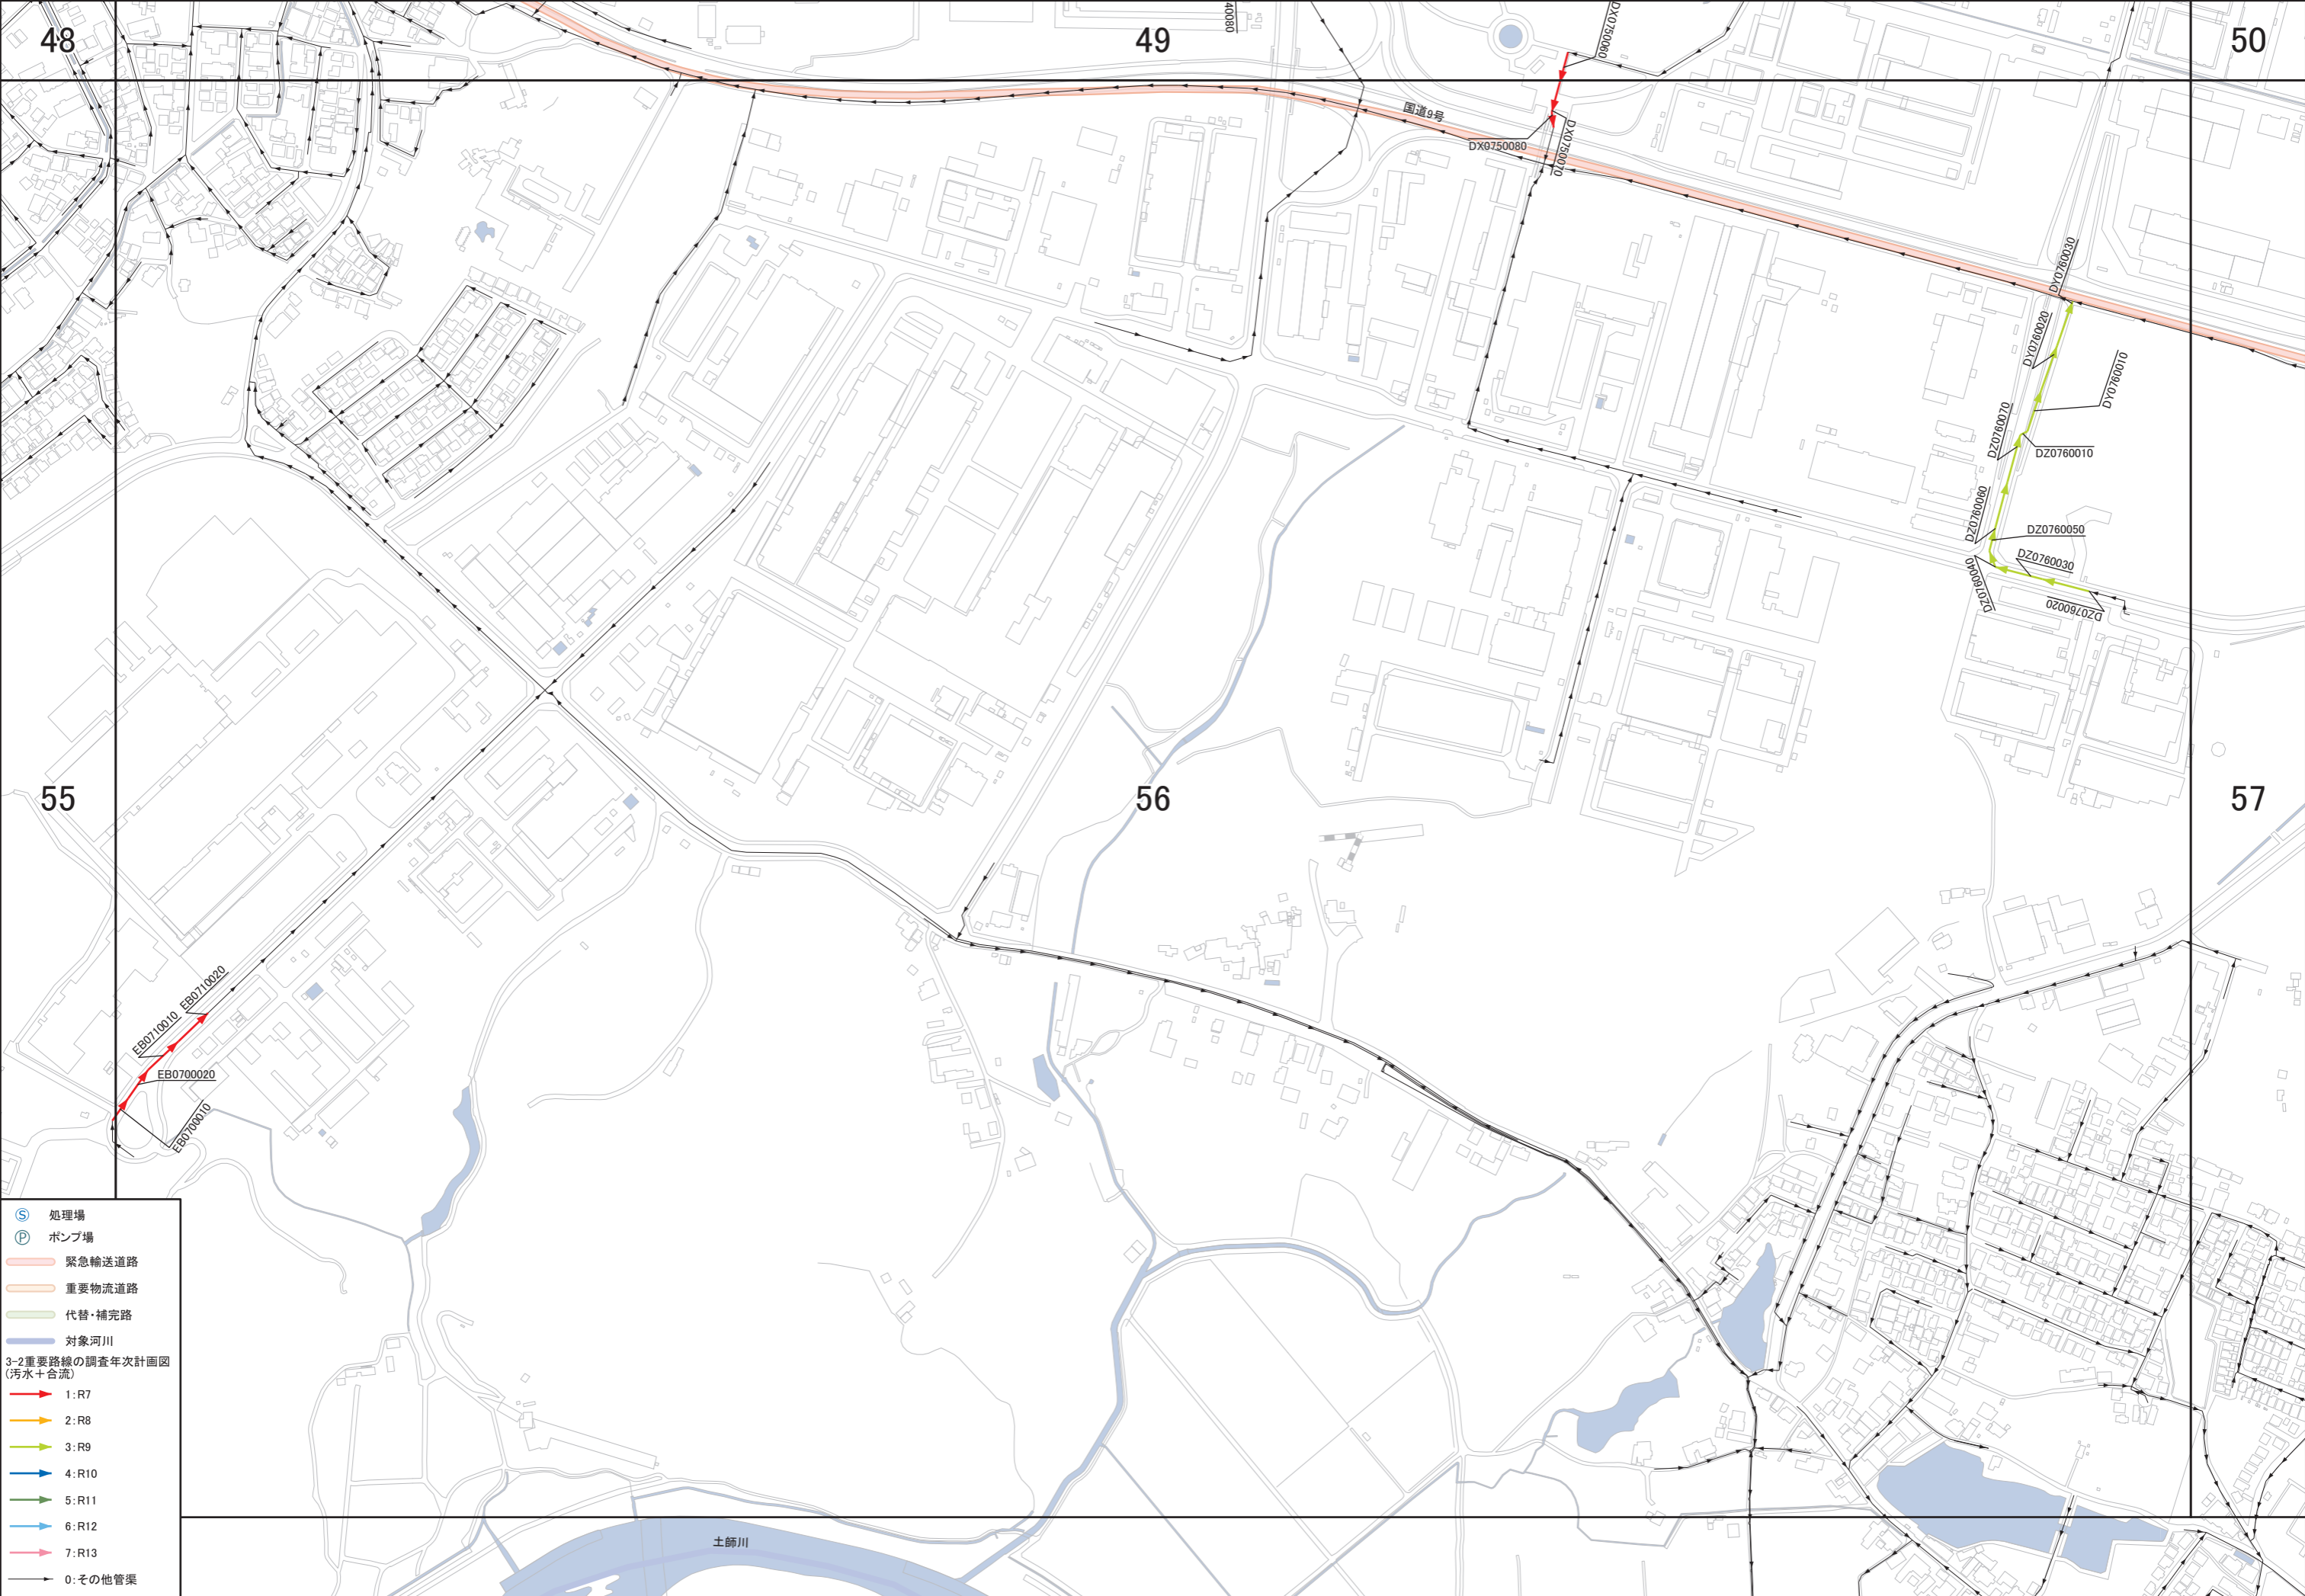 48
49
50
40080
DX0750060
国道9号
DX0750080
DX0750070
DY0760030
DY0760020
DY0760010
DZ0760070
DZ0760010
DZ0760060
DZ0760050
DZ0760030
DZ0760040
DZ0760020
55
56
57
EB0710020
EB0710010
EB0700020
EB0700010
Ⓢ 処理場
Ⓟ ポンプ場
緊急輸送道路
重要物流道路
代替・補完路
対象河川
3-2重要路線の調査年次計画図
(汚水＋合流)
1:R7
2:R8
3:R9
4:R10
5:R11
6:R12
7:R13
0:その他管渠
土師川